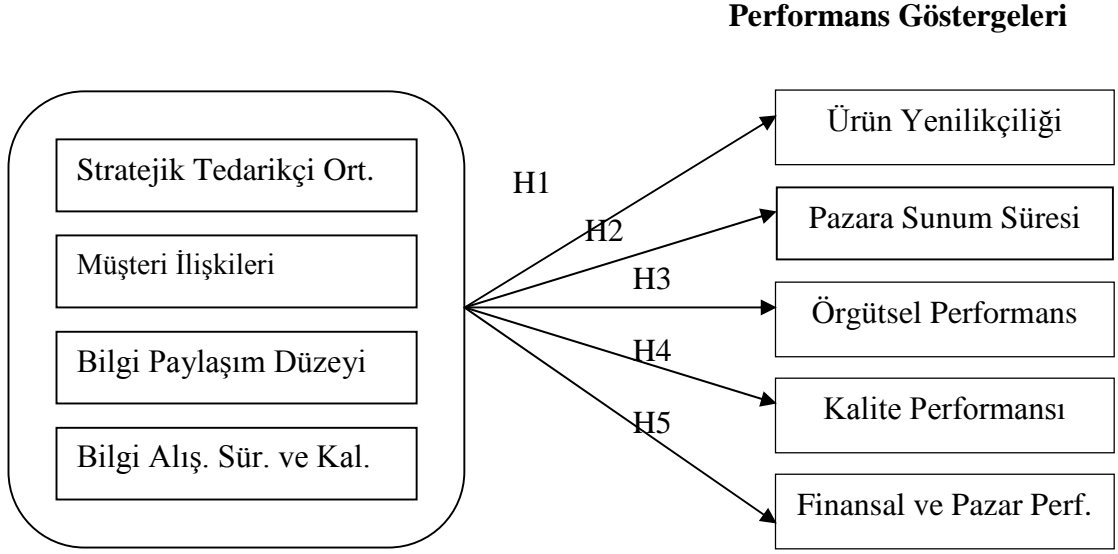 Performans Göstergeleri
Stratejik Tedarikçi Ort.
Müşteri İlişkileri
Bilgi Paylaşım Düzeyi
Bilgi Alış. Sür. ve Kal.
H1
H2
H3
H4
H5
Ürün Yenilikçiliği
Pazara Sunum Süresi
Örgütsel Performans
Kalite Performansı
Finansal ve Pazar Perf.